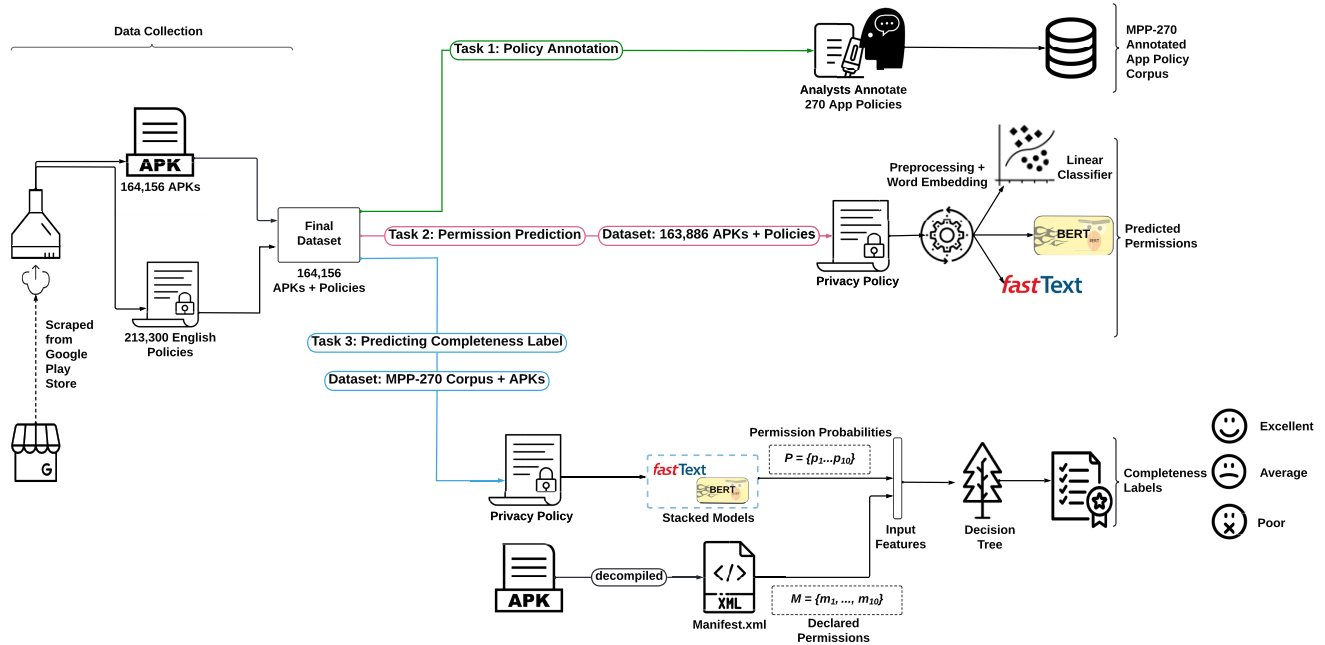 Data Collection
APK
164,156 APKs
213,300 English
Policies
Scraped
from
Google
Play
Store
G
Final
Dataset
164,156
APKs + Policies
Task 1: Policy Annotation
Analysts Annotate
270 App Policies
MPP-270
Annotated
App Policy
Corpus
Task 2: Permission Prediction
Dataset: 163,886 APKs + Policies
Privacy Policy
Preprocessing +
Word Embedding
Linear
Classifier
BERT
BERT
fastText
Predicted
Permissions
Task 3: Predicting Completeness Label
Dataset: MPP-270 Corpus + APKs
Privacy Policy
fastText
BERT
Stacked Models
Permission Probabilities
P = {p1...p10}
APK
decompiled
</>
XML
Manifest.xml
M = {m1, ..., m10}
Declared
Permissions
Input
Features
Decision
Tree
Completeness
Labels
Excellent
Average
Poor